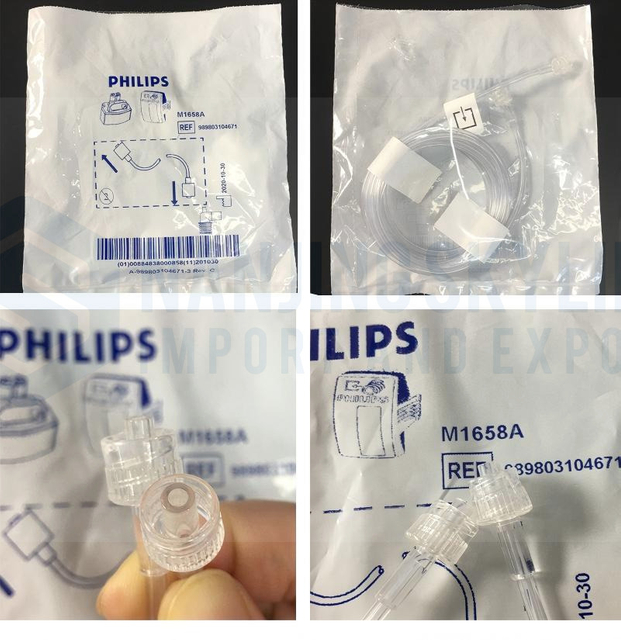 PHILIPS
M1658A
REF 989803104671
2020-10-30
(01)00884838000858(11)201030
A-989803104671-3 Rev. C
PHILIPS
M1658A
REF
ILIPS
M1658A
REF 989803104671
10-30